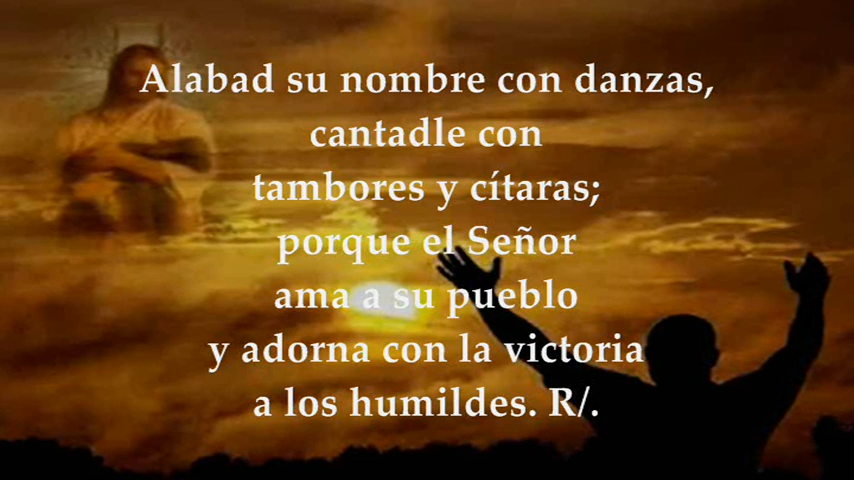 Alabad su nombre con danzas,
cantadle con
tambores y cítaras;
porque el Señor
ama a su pueblo
y adorna con la victoria
a los humildes. R/.